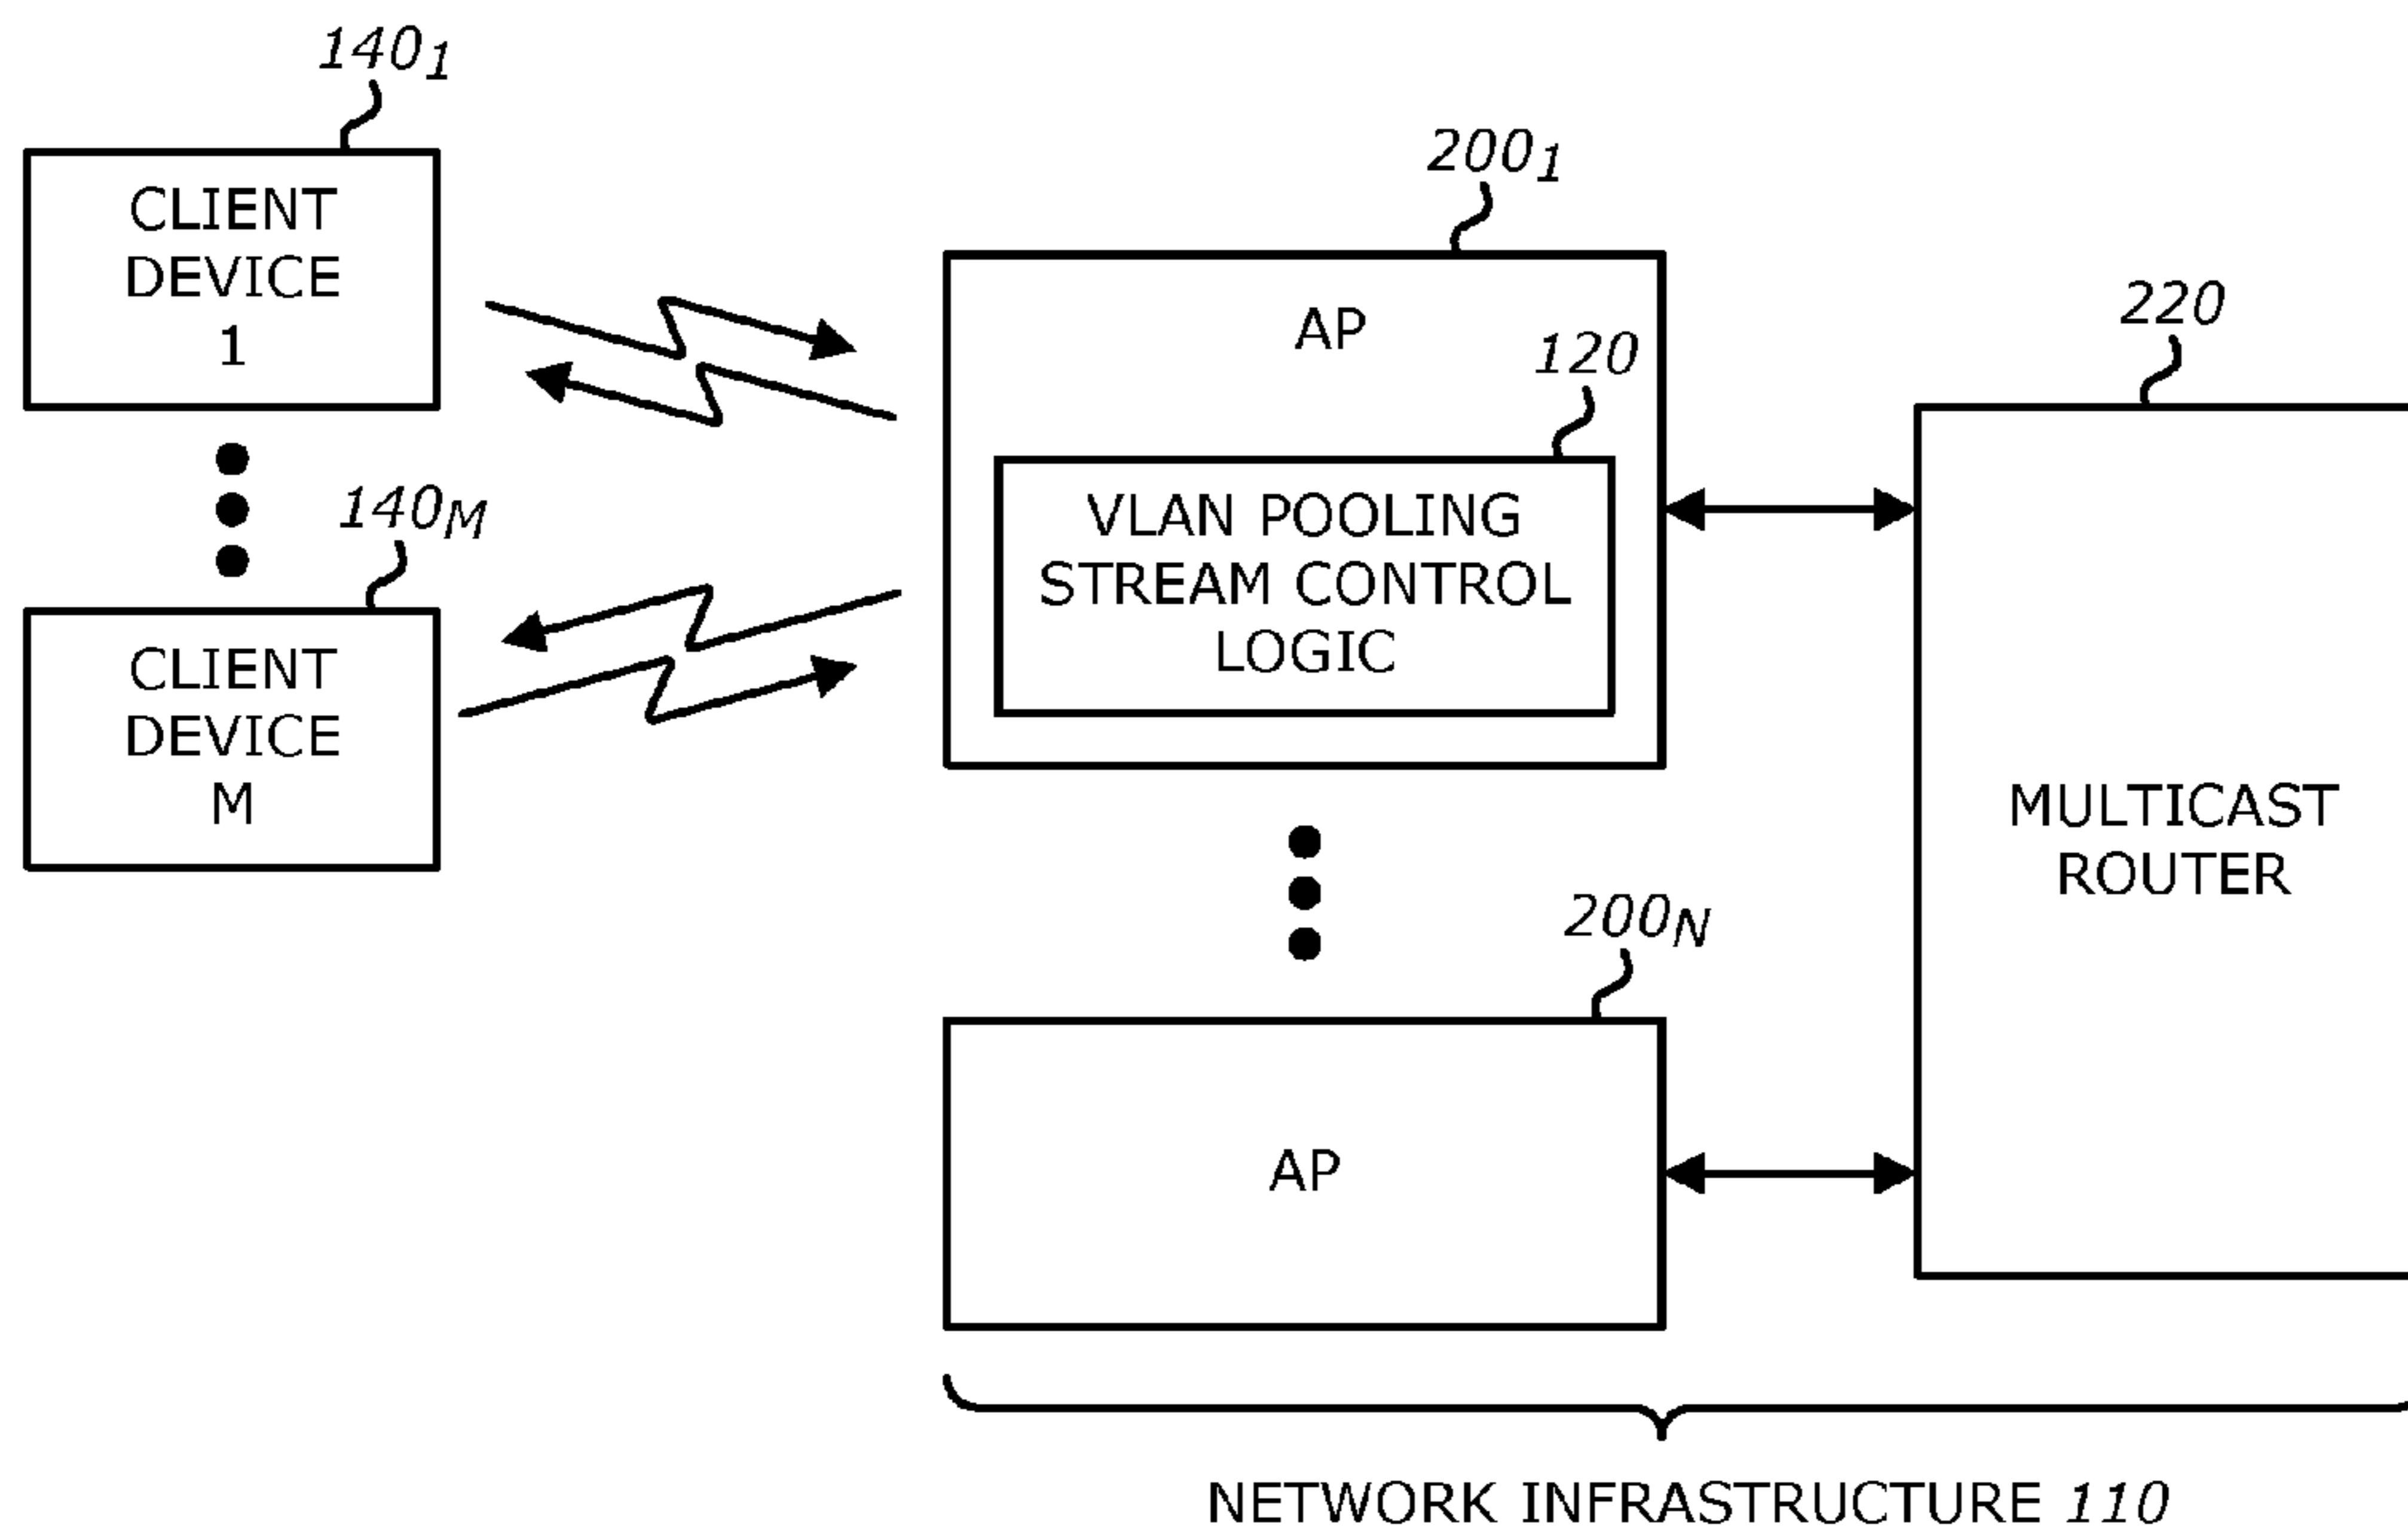 140₁
CLIENT
DEVICE
1
140M
CLIENT
DEVICE
M
200₁
AP
120
VLAN POOLING
STREAM CONTROL
LOGIC
200N
AP
220
MULTICAST
ROUTER
NETWORK INFRASTRUCTURE 110